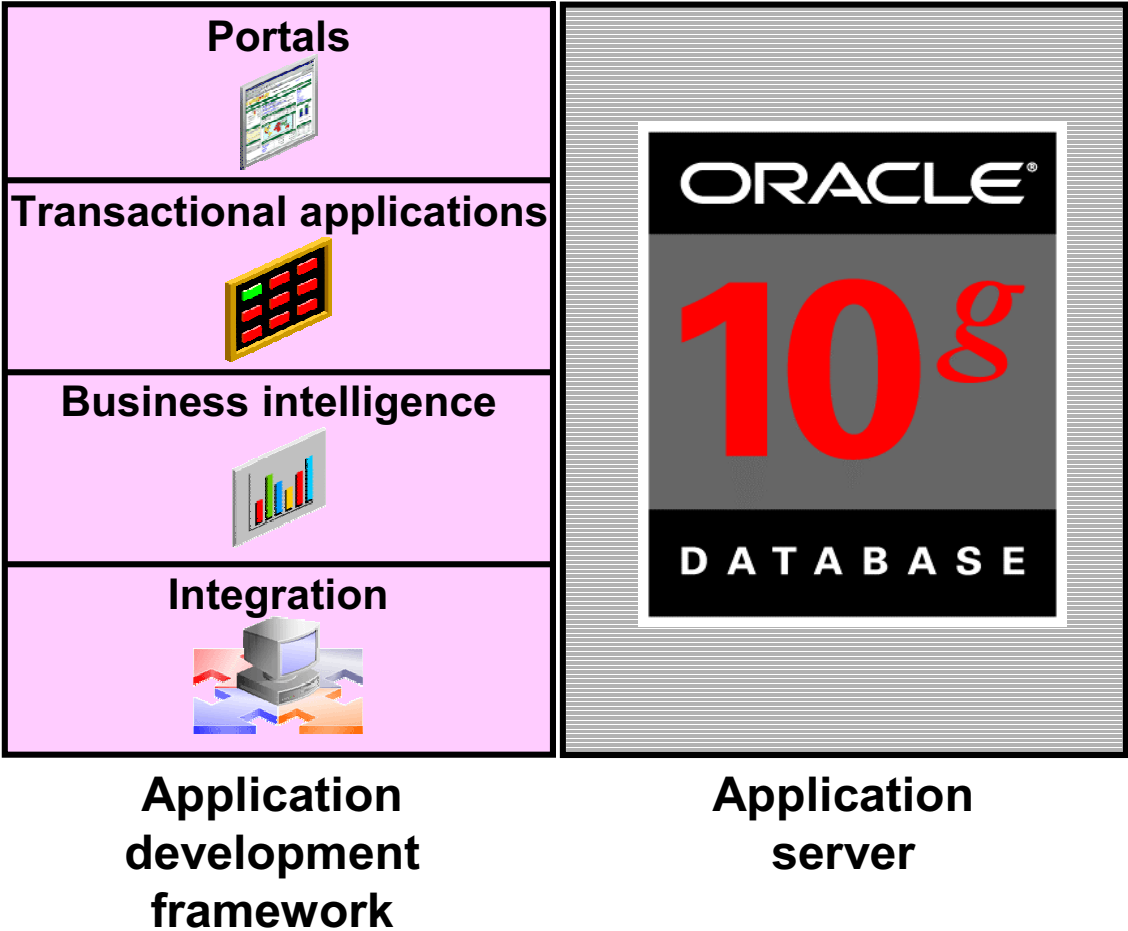 Portals
Transactional applications
Business intelligence
Integration
Application
development
framework
ORACLE®
10g
DATABASE
Application
server